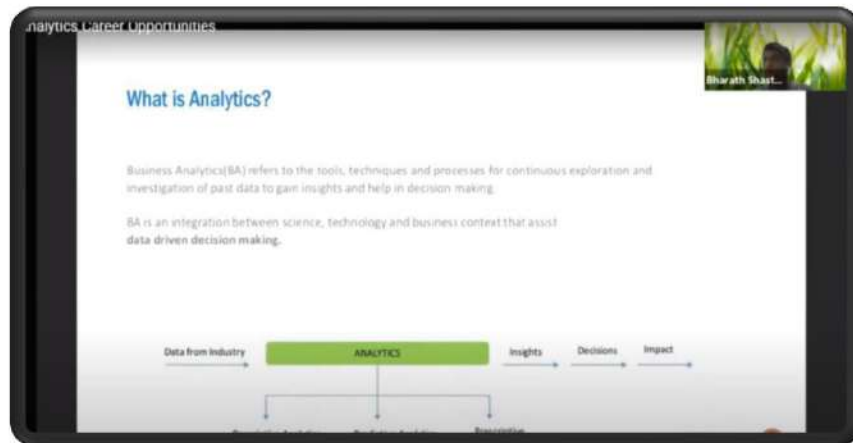 nalytics Career Opportunities
Bharath Shast...
What is Analytics?
Business Analytics(BA) refers to the tools, techniques and processes for continuous exploration and
investigation of past data to gain insights and help in decision making
BA is an integration between science, technology and business context that assist
data driven decision making.
Data from Industry
ANALYTICS
Insights
Decisions
Impact
Prescriptive